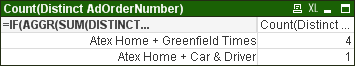 Count(Distinct AdOrderNumber) XL
=IF(AGGR(SUM(DISTINCT... Count(Distinct ...
Atex Home + Greenfield Times 4
Atex Home + Car & Driver 1